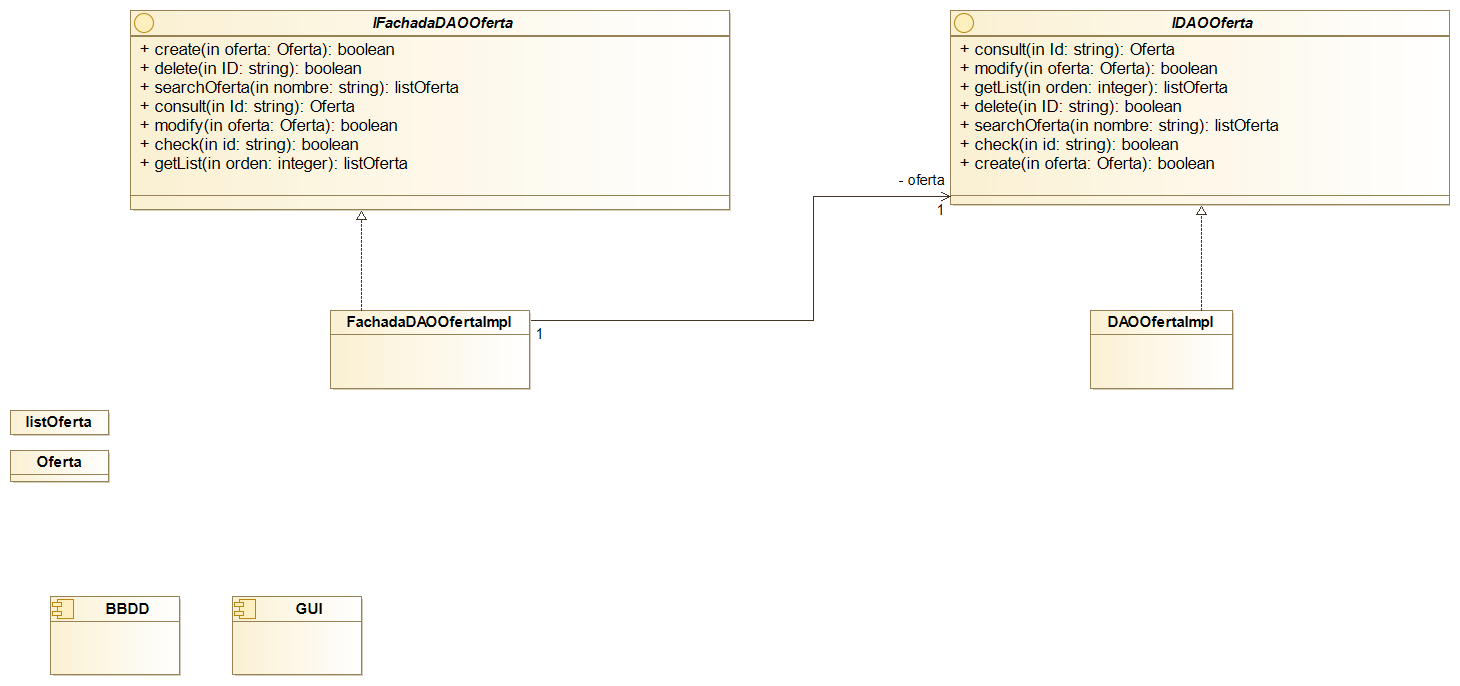 IFachadaDAOOferta
+ create(in oferta: Oferta): boolean
+ delete(in ID: string): boolean
+ searchOferta(in nombre: string): listOferta
+ consult(in Id: string): Oferta
+ modify(in oferta: Oferta): boolean
+ check(in id: string): boolean
+ getList(in orden: integer): listOferta
IDAOOferta
+ consult(in Id: string): Oferta
+ modify(in oferta: Oferta): boolean
+ getList(in orden: integer): listOferta
+ delete(in ID: string): boolean
+ searchOferta(in nombre: string): listOferta
+ check(in id: string): boolean
+ create(in oferta: Oferta): boolean
- oferta
1
FachadaDAOOfertaImpl
1
DAOOfertaImpl
listOferta
Oferta
BBDD
GUI